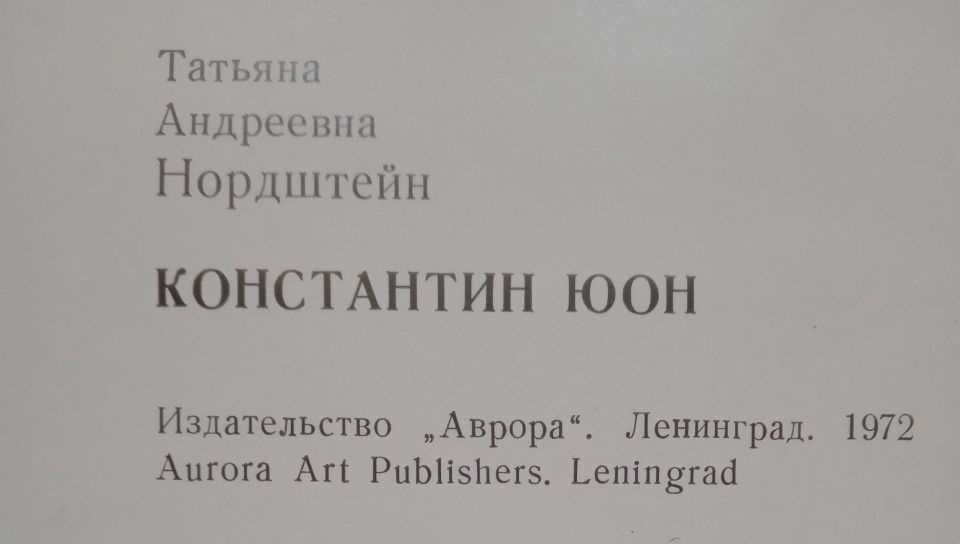 Татьяна
Андреевна
Нордштейн
КОНСТАНТИН ЮОН
Издательство „Аврора“. Ленинград. 1972
Aurora Art Publishers. Leningrad